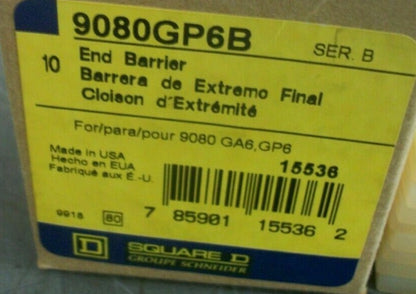 9080GP6B SER. B
10 End Barrier
Barrera de Extremo Final
Cloison d'Extrémité
For/para/pour 9080 GA6,GP6
Made in USA
Hecho en EUA
Fabriqué aux É.-U.
15536
9918 80 7 85901 15536 2
D SQUARE D
GROUPE SCHNEIDER